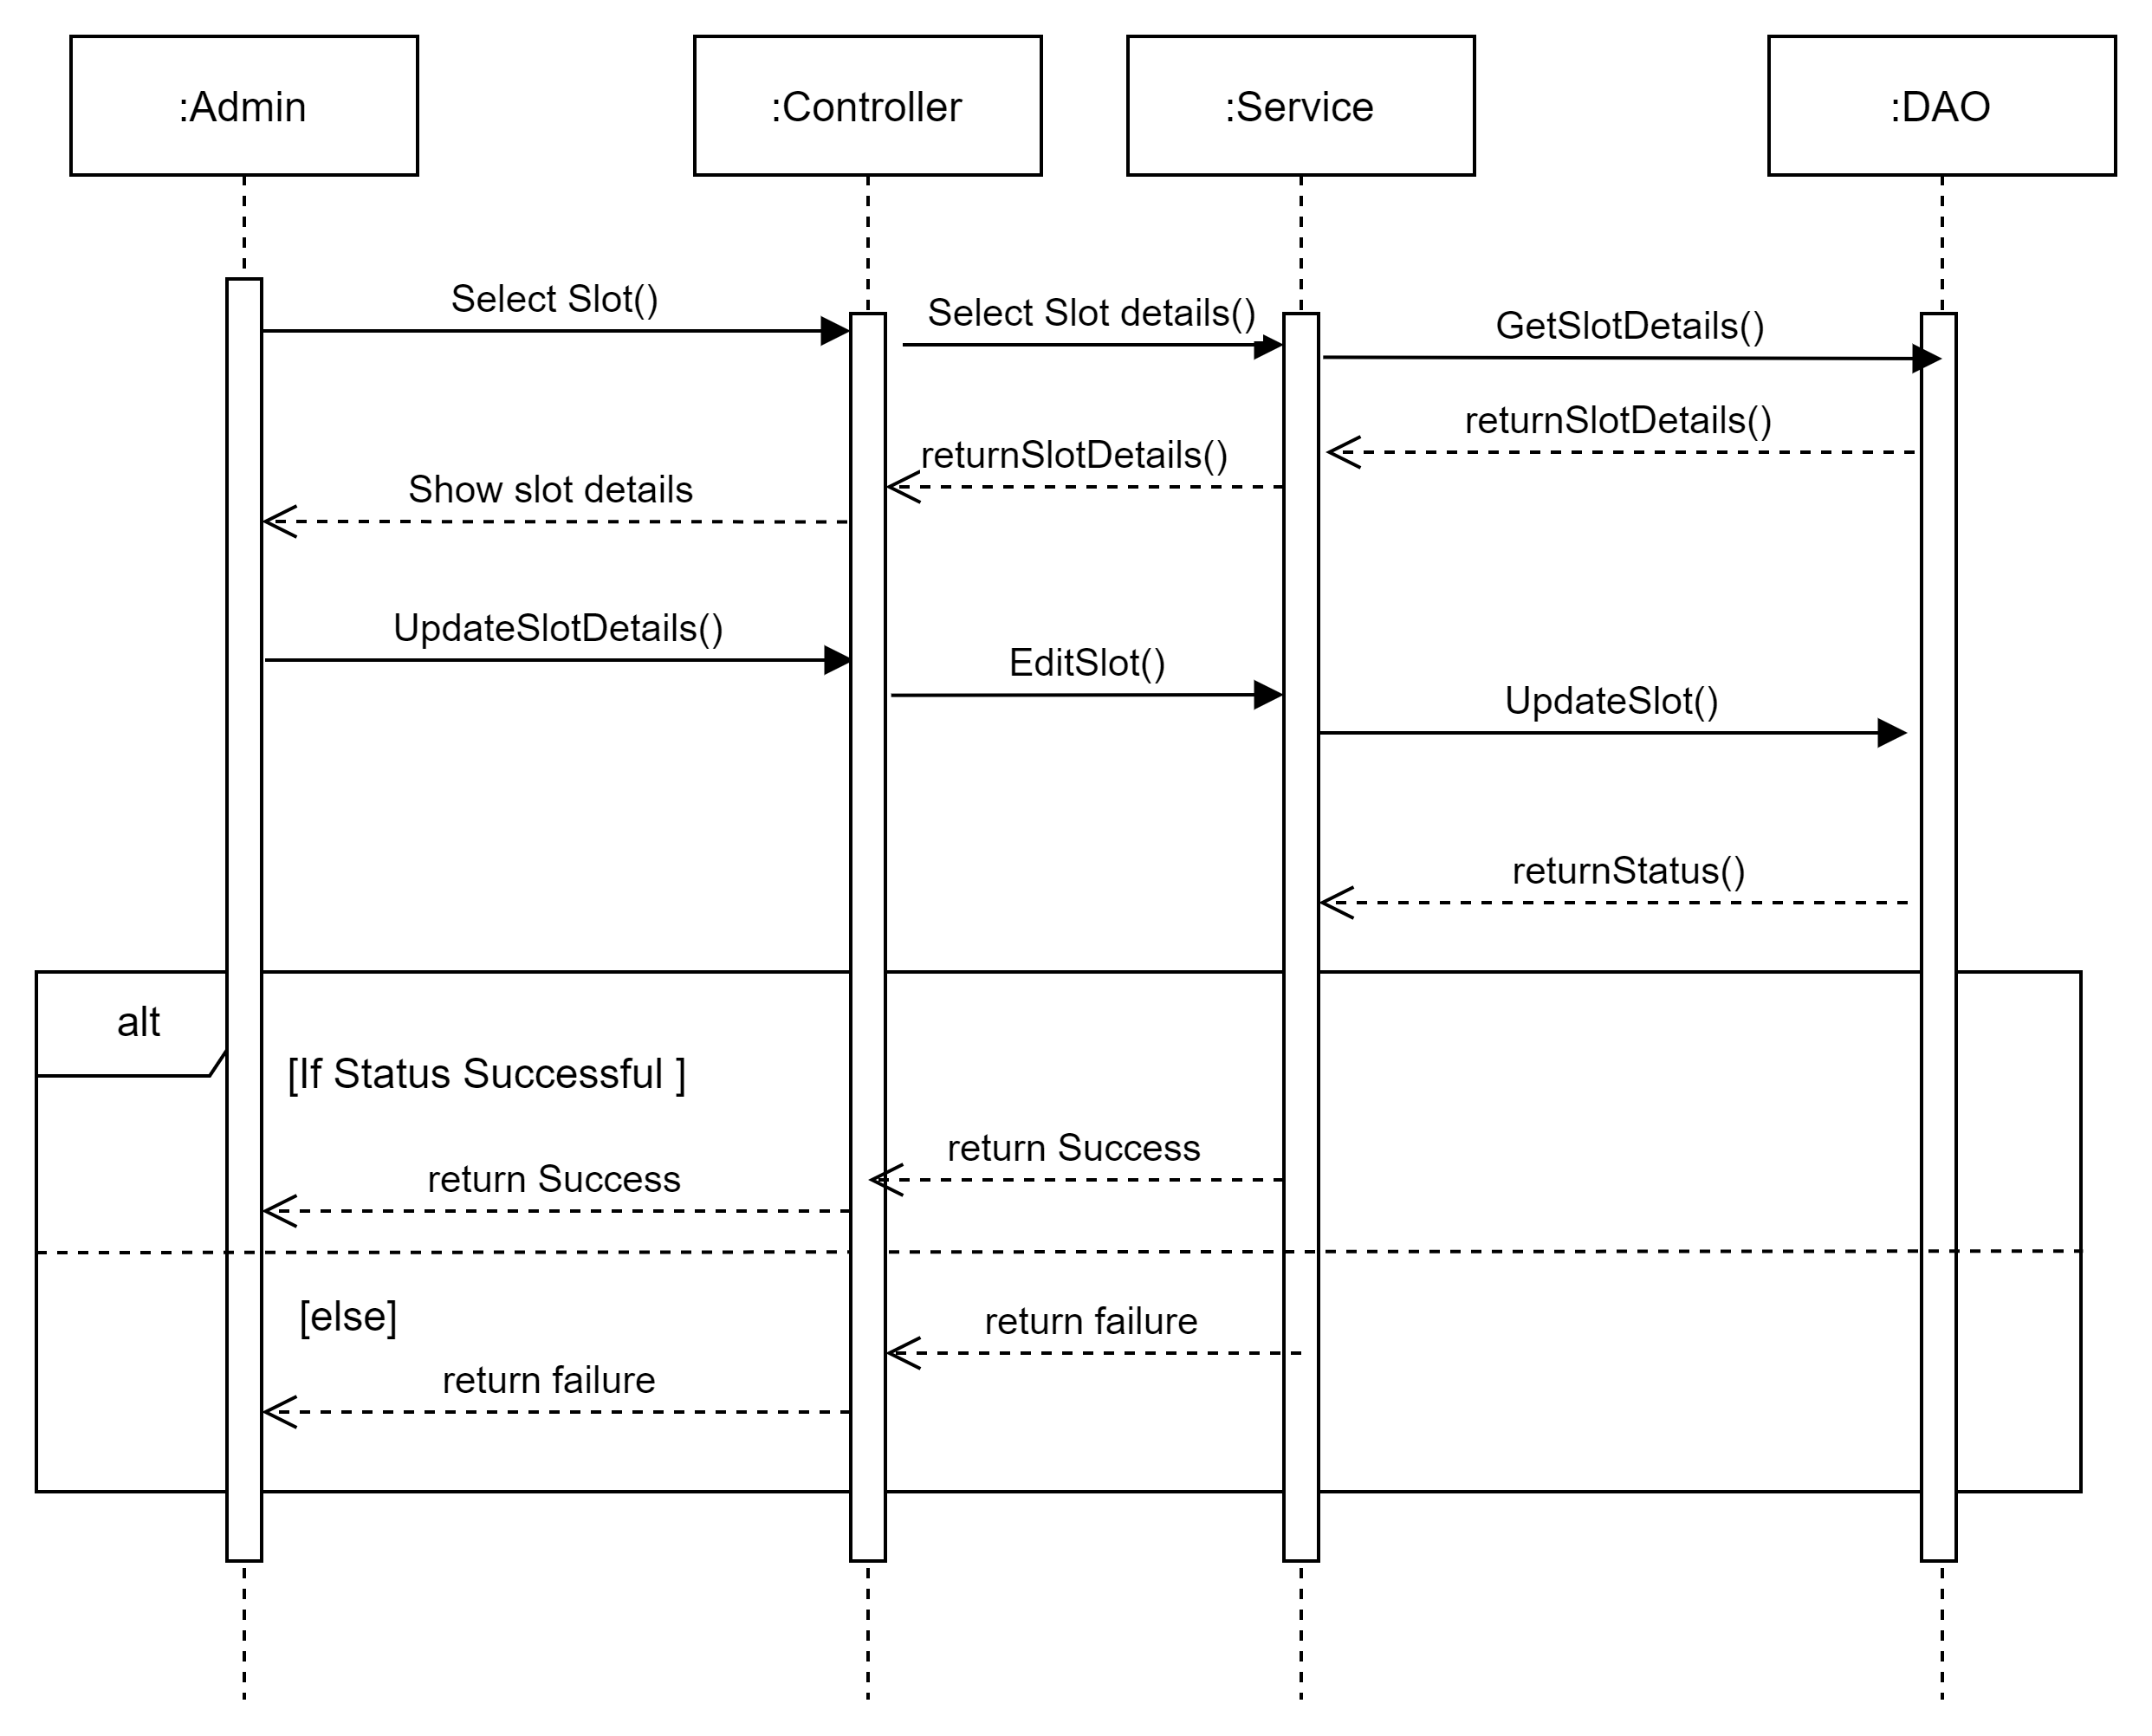 :Admin
:Controller
:Service
:DAO
Select Slot()
Select Slot details()
GetSlotDetails()
returnSlotDetails()
returnSlotDetails()
Show slot details
UpdateSlotDetails()
EditSlot()
UpdateSlot()
returnStatus()
alt
[If Status Successful ]
return Success
return Success
[else]
return failure
return failure